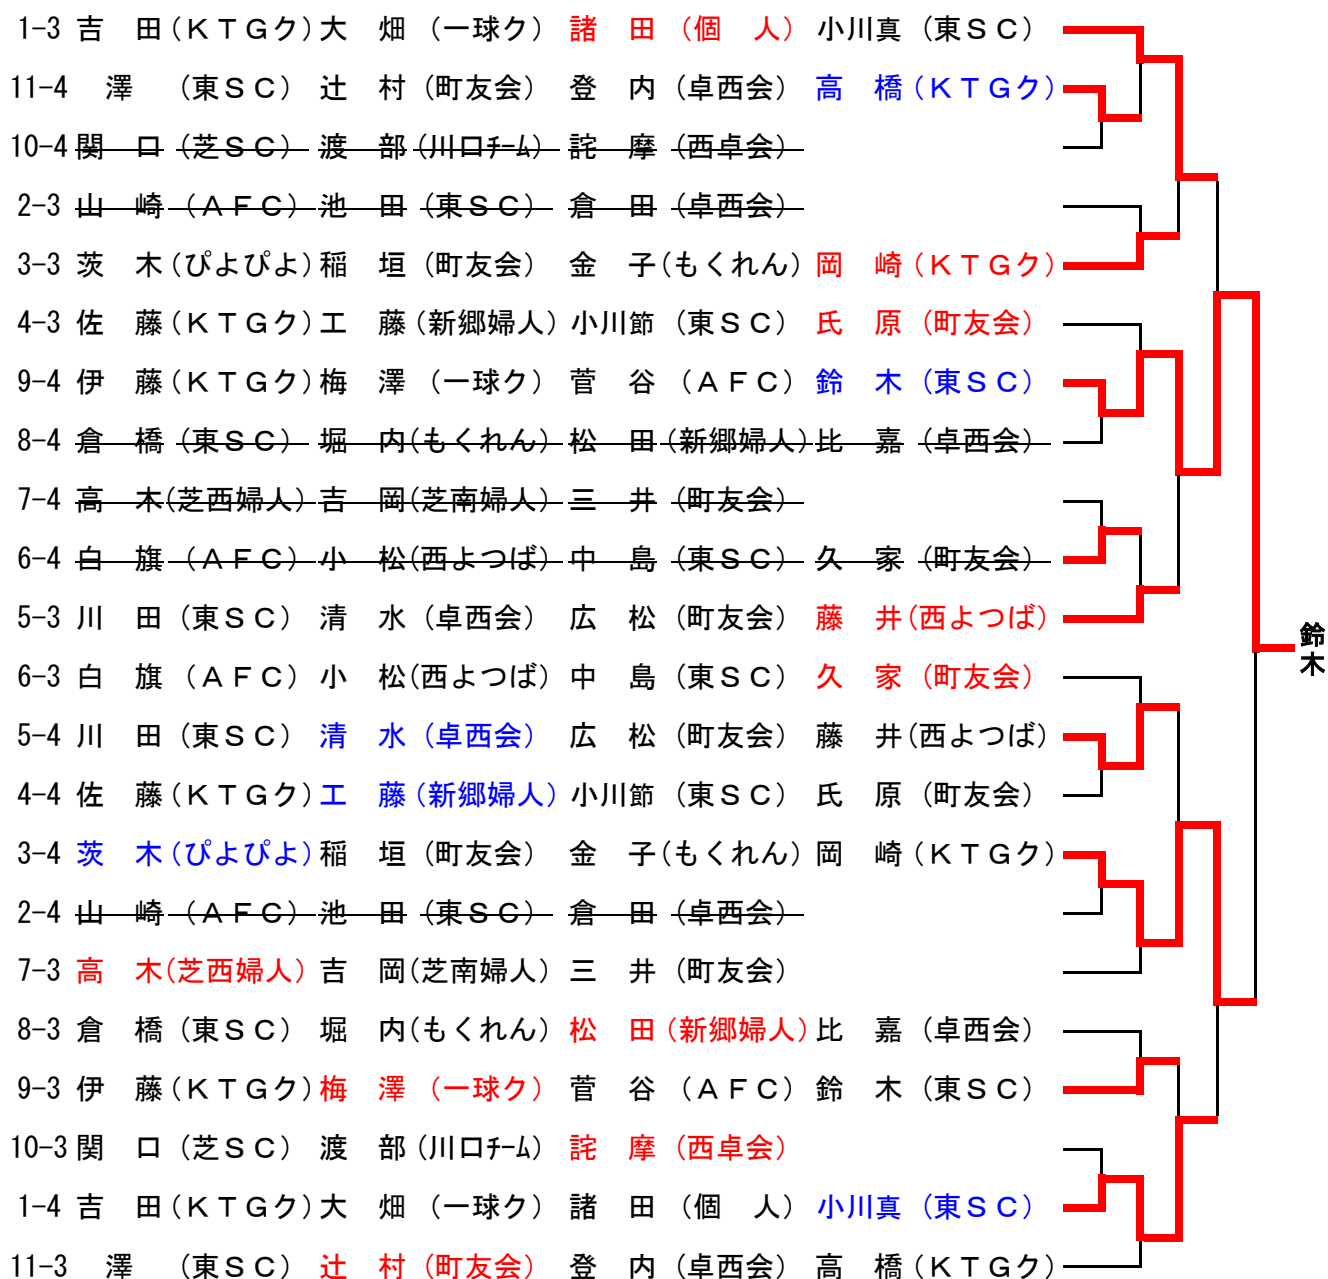 1-3 吉　田(ＫＴＧク) 大　畑 (一球ク) 諸　田 (個　人) 小川真 (東ＳＣ)
11-4 澤 (東ＳＣ) 辻　村 (町友会) 登　内 (卓西会) 高　橋(ＫＴＧク)
10-4 関　口 (芝ＳＣ) 渡　部 (川口ﾁｰﾑ) 詫　摩 (西卓会)
2-3 山　崎 (ＡＦＣ) 池　田 (東ＳＣ) 倉　田 (卓西会)
3-3 茨　木(ぴよぴよ) 稲　垣 (町友会) 金　子(もくれん) 岡　崎(ＫＴＧク)
4-3 佐　藤(ＫＴＧク) 工　藤(新郷婦人) 小川節 (東ＳＣ) 氏　原 (町友会)
9-4 伊　藤(ＫＴＧク) 梅　澤 (一球ク) 菅　谷 (ＡＦＣ) 鈴　木 (東ＳＣ)
8-4 倉　橋 (東ＳＣ) 堀　内(もくれん) 松　田(新郷婦人) 比　嘉 (卓西会)
7-4 高　木(芝西婦人) 吉　岡(芝南婦人) 三　井 (町友会)
6-4 白　旗 (ＡＦＣ) 小　松(西よつば) 中　島 (東ＳＣ) 久　家 (町友会)
5-3 川　田 (東ＳＣ) 清　水 (卓西会) 広　松 (町友会) 藤　井(西よつば)
鈴木
6-3 白　旗 (ＡＦＣ) 小　松(西よつば) 中　島 (東ＳＣ) 久　家 (町友会)
5-4 川　田 (東ＳＣ) 清　水 (卓西会) 広　松 (町友会) 藤　井(西よつば)
4-4 佐　藤(ＫＴＧク) 工　藤(新郷婦人) 小川節 (東ＳＣ) 氏　原 (町友会)
3-4 茨　木(ぴよぴよ) 稲　垣 (町友会) 金　子(もくれん) 岡　崎(ＫＴＧク)
2-4 山　崎 (ＡＦＣ) 池　田 (東ＳＣ) 倉　田 (卓西会)
7-3 高　木(芝西婦人) 吉　岡(芝南婦人) 三　井 (町友会)
8-3 倉　橋 (東ＳＣ) 堀　内(もくれん) 松　田(新郷婦人) 比　嘉 (卓西会)
9-3 伊　藤(ＫＴＧク) 梅　澤 (一球ク) 菅　谷 (ＡＦＣ) 鈴　木 (東ＳＣ)
10-3 関　口 (芝ＳＣ) 渡　部 (川口ﾁｰﾑ) 詫　摩 (西卓会)
1-4 吉　田(ＫＴＧク) 大　畑 (一球ク) 諸　田 (個　人) 小川真 (東ＳＣ)
11-3 澤 (東ＳＣ) 辻　村 (町友会) 登　内 (卓西会) 高　橋(ＫＴＧク)